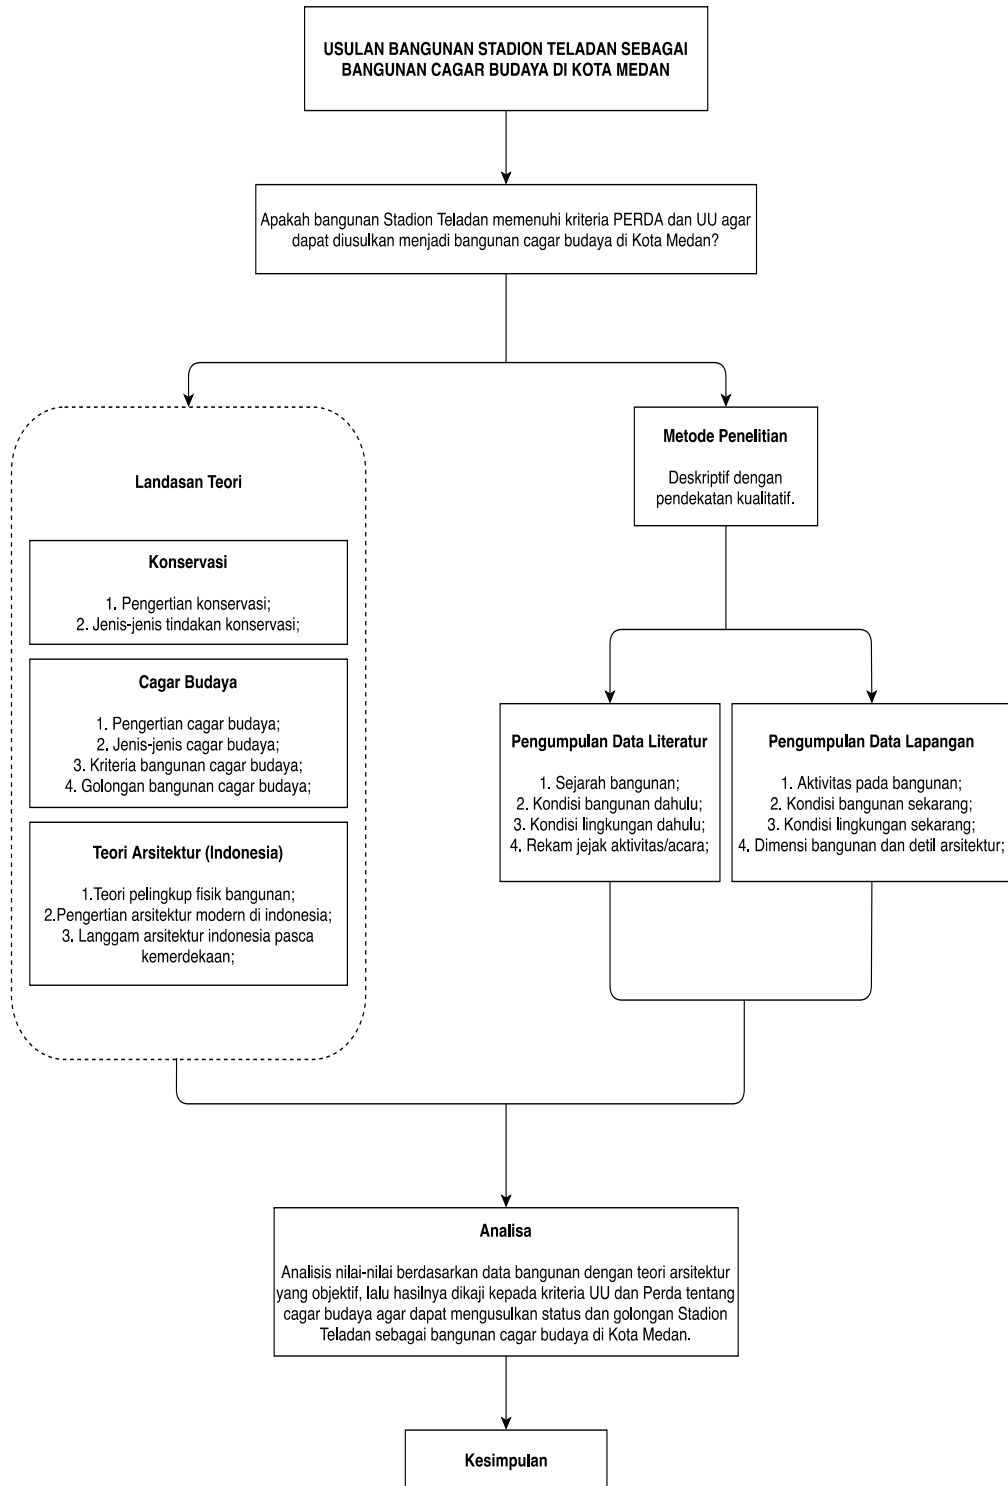 USULAN BANGUNAN STADION TELADAN SEBAGAI
BANGUNAN CAGAR BUDAYA DI KOTA MEDAN
Apakah bangunan Stadion Teladan memenuhi kriteria PERDA dan UU agar
dapat diusulkan menjadi bangunan cagar budaya di Kota Medan?
Landasan Teori
Konservasi
1. Pengertian konservasi;
2. Jenis-jenis tindakan konservasi;
Cagar Budaya
1. Pengertian cagar budaya;
2. Jenis-jenis cagar budaya;
3. Kriteria bangunan cagar budaya;
4. Golongan bangunan cagar budaya;
Teori Arsitektur (Indonesia)
1.Teori pelingkup fisik bangunan;
2.Pengertian arsitektur modern di indonesia;
3. Langgam arsitektur indonesia pasca
kemerdekaan;
Metode Penelitian
Deskriptif dengan
pendekatan kualitatif.
Pengumpulan Data Literatur
1. Sejarah bangunan;
2. Kondisi bangunan dahulu;
3. Kondisi lingkungan dahulu;
4. Rekam jejak aktivitas/acara;
Pengumpulan Data Lapangan
1. Aktivitas pada bangunan;
2. Kondisi bangunan sekarang;
3. Kondisi lingkungan sekarang;
4. Dimensi bangunan dan detil arsitektur;
Analisa
Analisis nilai-nilai berdasarkan data bangunan dengan teori arsitektur
yang objektif, lalu hasilnya dikaji kepada kriteria UU dan Perda tentang
cagar budaya agar dapat mengusulkan status dan golongan Stadion
Teladan sebagai bangunan cagar budaya di Kota Medan.
Kesimpulan